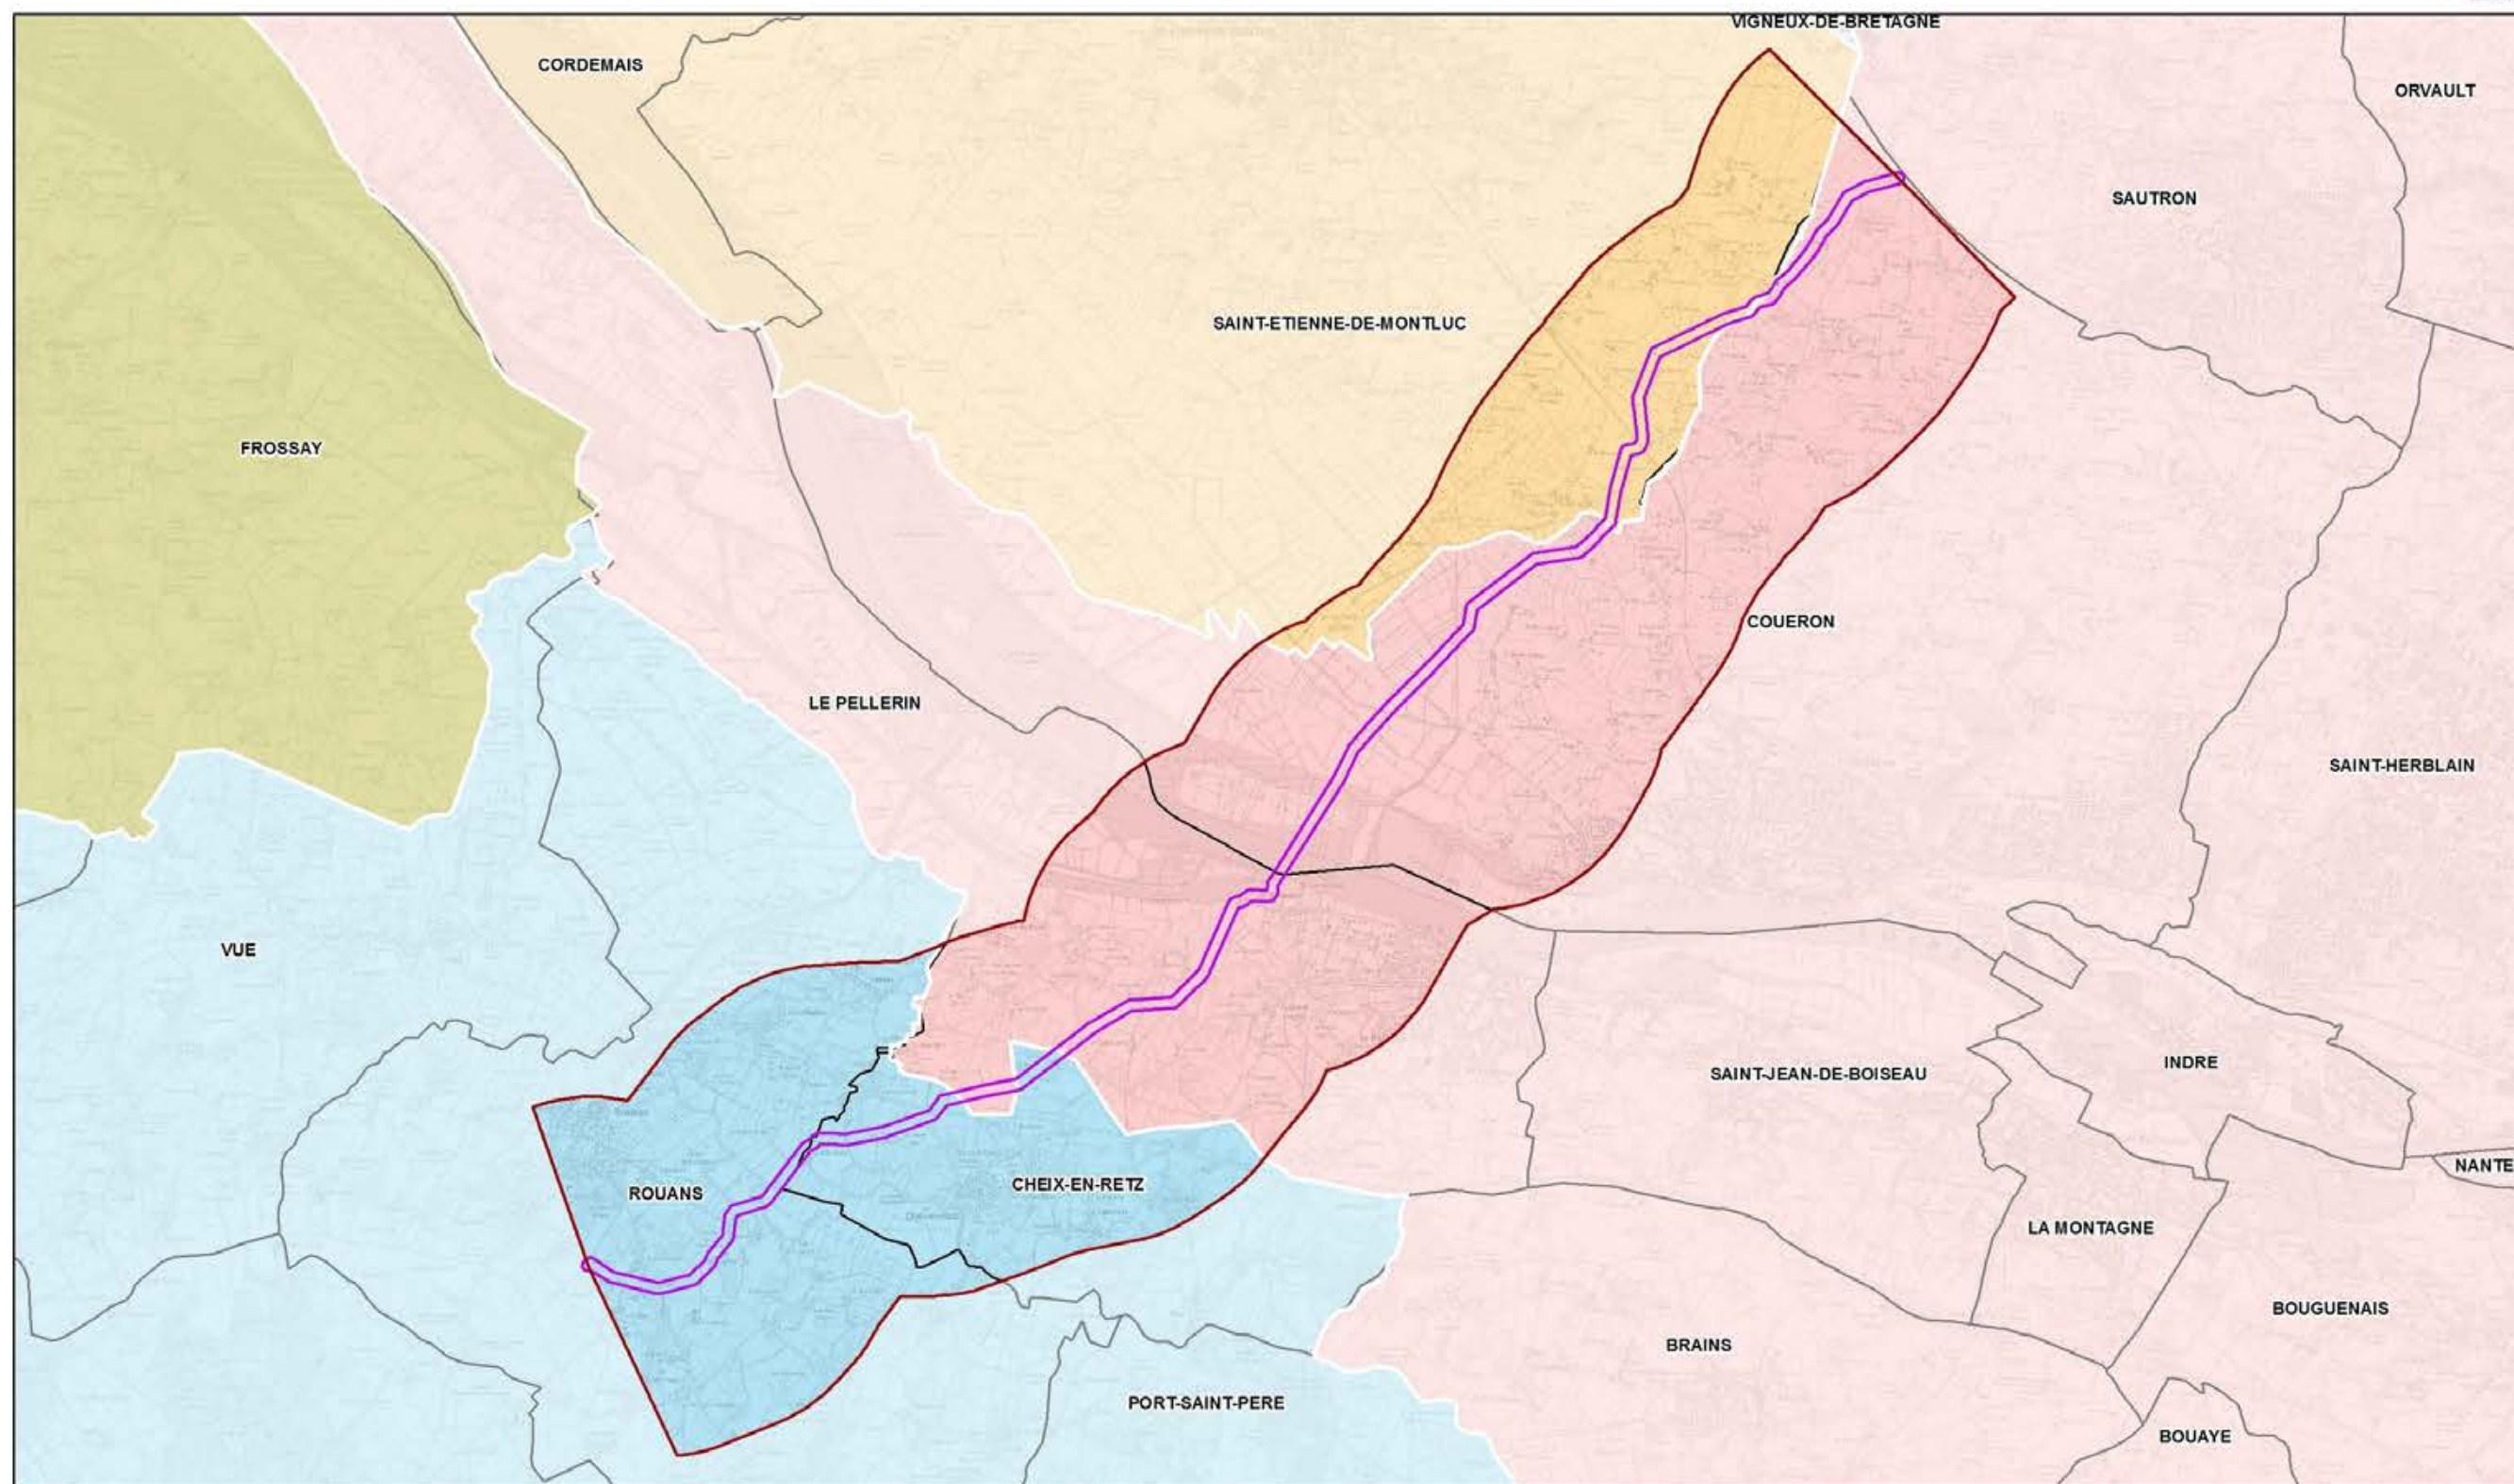 VIGNEUX-DE-BRETAGNE
CORDEMAIS
ORVAULT
SAUTRON
SAINT-ETIENNE-DE-MONTLUC
FROSSAY
COUERON
LE PELLERIN
SAINT-HERBLAIN
VUE
INDRE
SAINT-JEAN-DE-BOISEAU
NANTE
CHEIX-EN-RETZ
ROUANS
LA MONTAGNE
BOUGUENAIS
BRAINS
PORT-SAINT-PERE
BOUAYE